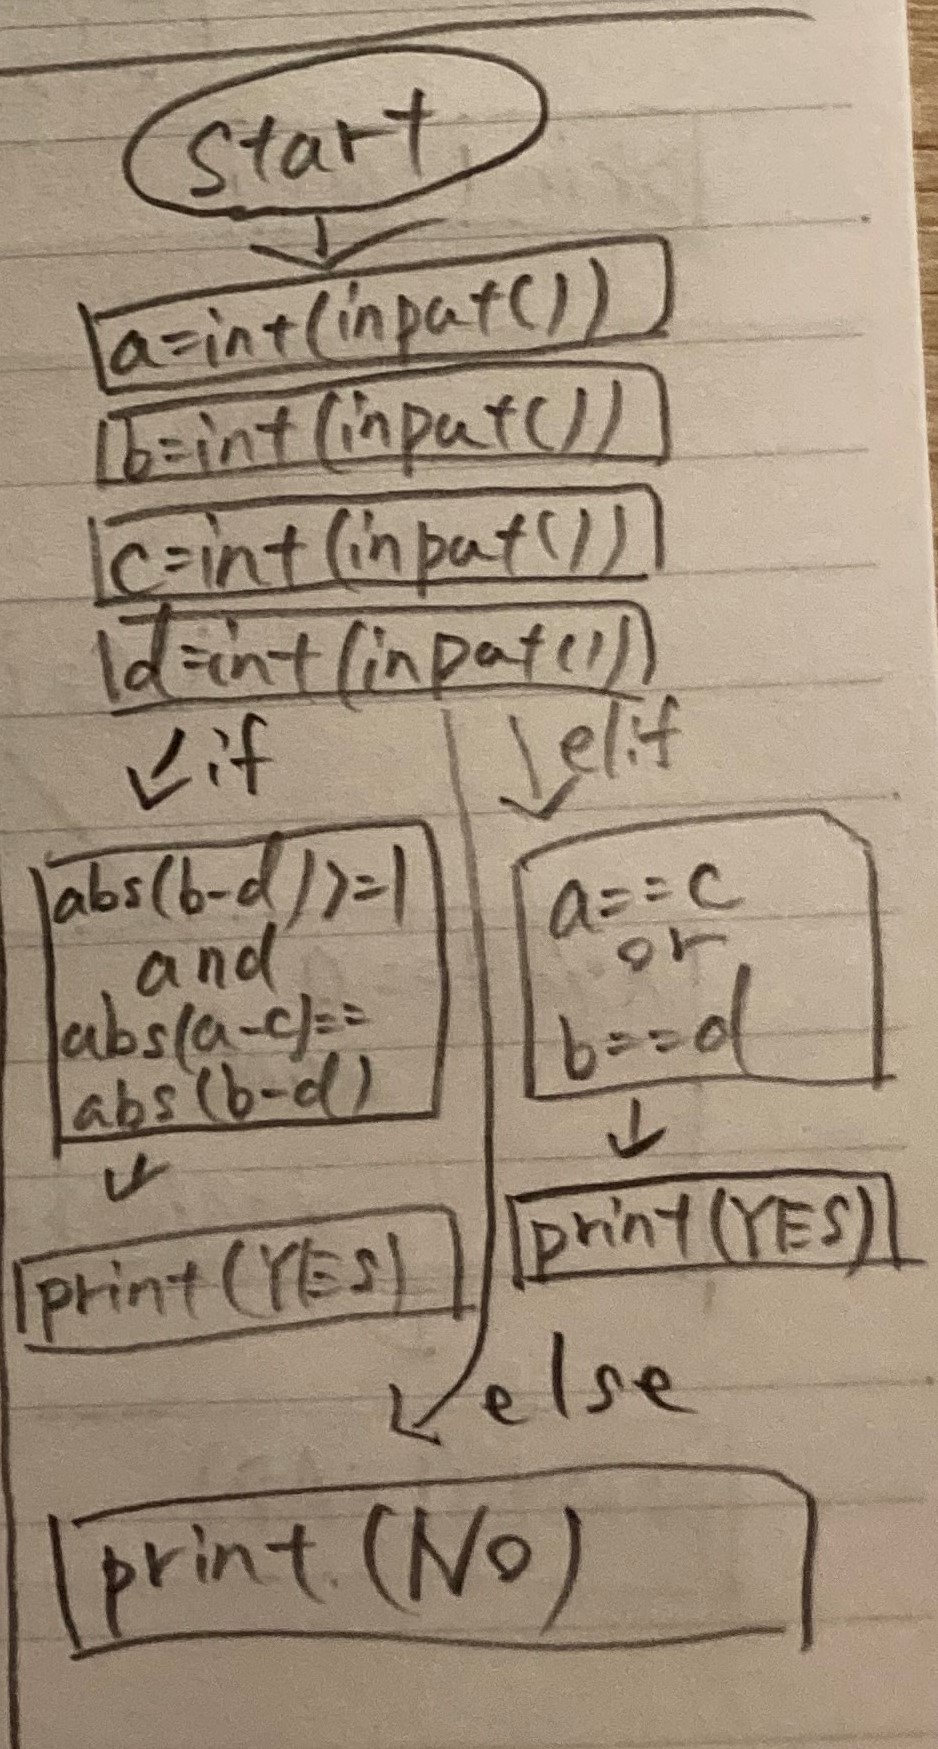 start
a=int(input())
b=int(input())
c=int(input())
d=int(input())
if
elif
abs(b-d))>=1
and
abs(a-c)==
abs(b-d)
print(YES)
a==c
or
b==d
print(YES)
else
print(No)